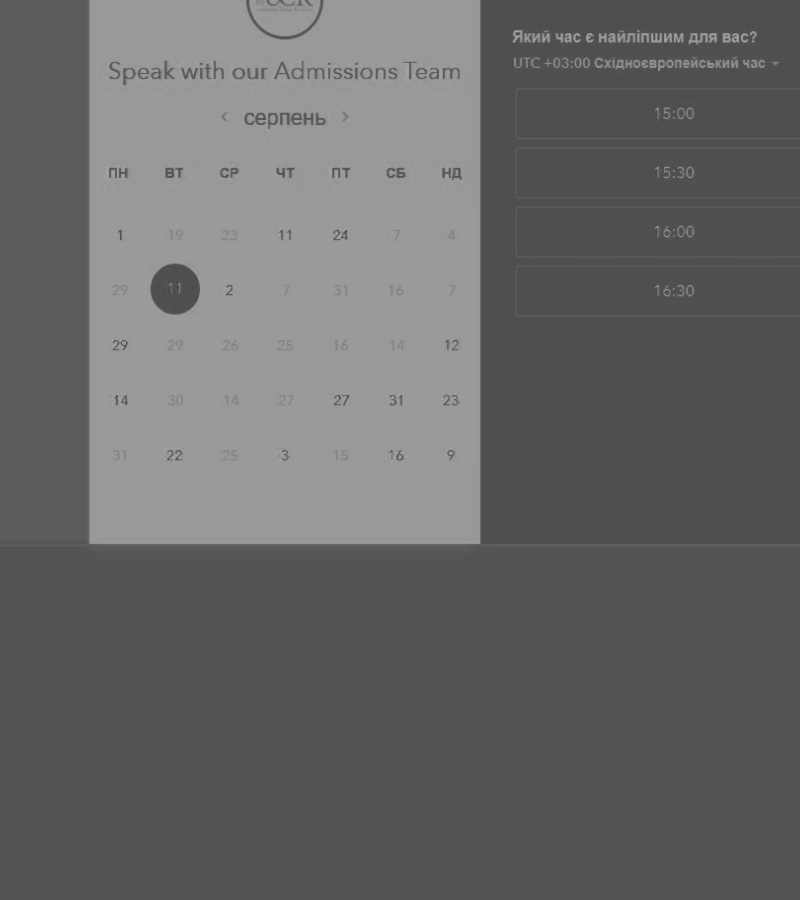 UCR
Speak with our Admissions Team
серпень
ПН ВТ СР ЧТ ПТ СБ НД
1 19 23 11 24 7 4
29 11 2 7 31 16 7
29 29 26 25 16 14 12
14 30 14 27 27 31 23
31 22 25 3 15 16 9
Який час є найліпшим для вас?
UTC +03:00 Східноєвропейський час
15:00
15:30
16:00
16:30